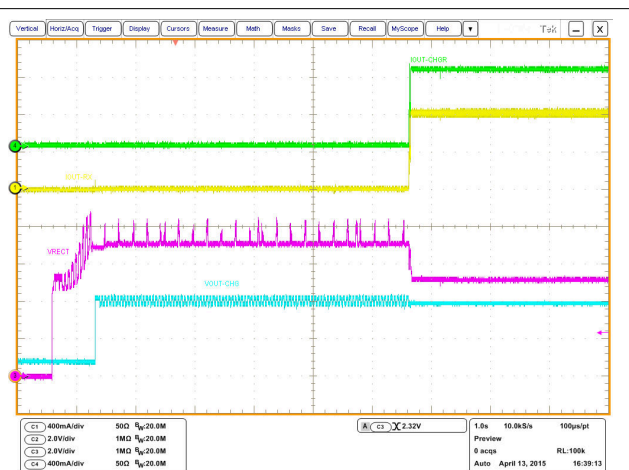 Vertical Horiz/Acq Trigger Display Cursors Measure Math Masks Save Recall MyScope Help Tek X
IOUT-CHGR
4
IOUT-RX
1
VRECT
VOUT-CHG
C1 400mA/div 50Ω BW:20.0M
C2 2.0V/div 1MΩ BW:20.0M
C3 2.0V/div 1MΩ BW:20.0M
C4 400mA/div 50Ω BW:20.0M
A C3 2.32V
1.0s 10.0kS/s 100µs/pt
Preview
0 acqs RL:100k
Auto April 13, 2015 16:39:13